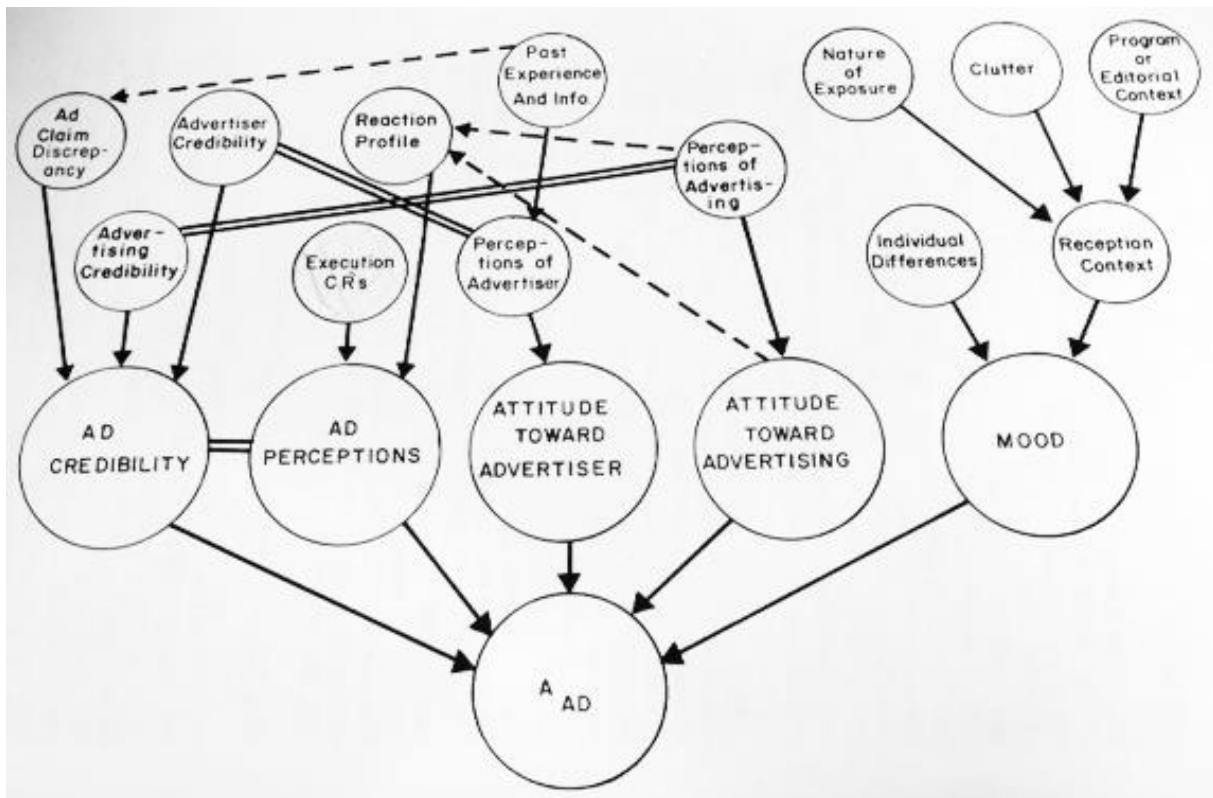 Past
Experience
And Info.
Nature
of
Exposure
Clutter
Program
or
Editorial
Context
Ad
Claim
Discrep-
ancy
Advertiser
Credibility
Reaction
Profile
Percep-
tions of
Advertis-
ing
Adver-
tising
Credibility
Execution
CR's
Percep-
tions of
Advertiser
Individual
Differences
Reception
Context
AD
CREDIBILITY
AD
PERCEPTIONS
ATTITUDE
TOWARD
ADVERTISER
ATTITUDE
TOWARD
ADVERTISING
MOOD
A
AD